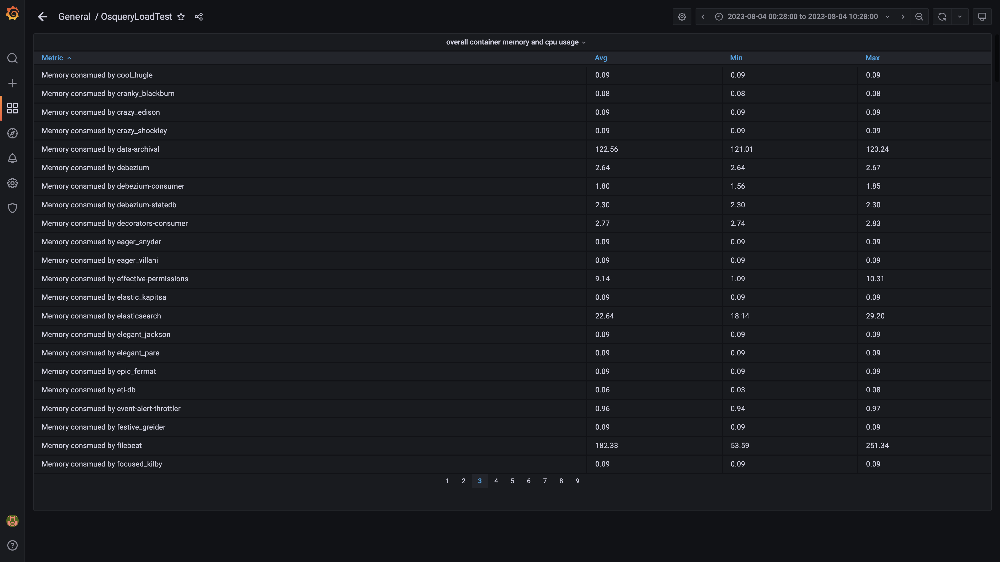 General / OsqueryLoadTest
2023-08-04 00:28:00 to 2023-08-04 10:28:00
overall container memory and cpu usage
Metric Avg Min Max
Memory consmued by cool_hugle 0.09 0.09 0.09
Memory consmued by cranky_blackburn 0.08 0.08 0.08
Memory consmued by crazy_edison 0.09 0.09 0.09
Memory consmued by crazy_shockley 0.09 0.09 0.09
Memory consmued by data-archival 122.56 121.01 123.24
Memory consmued by debezium 2.64 2.64 2.67
Memory consmued by debezium-consumer 1.80 1.56 1.85
Memory consmued by debezium-statedb 2.30 2.30 2.30
Memory consmued by decorators-consumer 2.77 2.74 2.83
Memory consmued by eager_snyder 0.09 0.09 0.09
Memory consmued by eager_villani 0.09 0.09 0.09
Memory consmued by effective-permissions 9.14 1.09 10.31
Memory consmued by elastic_kapitsa 0.09 0.09 0.09
Memory consmued by elasticsearch 22.64 18.14 29.20
Memory consmued by elegant_jackson 0.09 0.09 0.09
Memory consmued by elegant_pare 0.09 0.09 0.09
Memory consmued by epic_fermat 0.09 0.09 0.09
Memory consmued by etl-db 0.06 0.03 0.08
Memory consmued by event-alert-throttler 0.96 0.94 0.97
Memory consmued by festive_greider 0.09 0.09 0.09
Memory consmued by filebeat 182.33 53.59 251.34
Memory consmued by focused_kilby 0.09 0.09 0.09
1 2 3 4 5 6 7 8 9